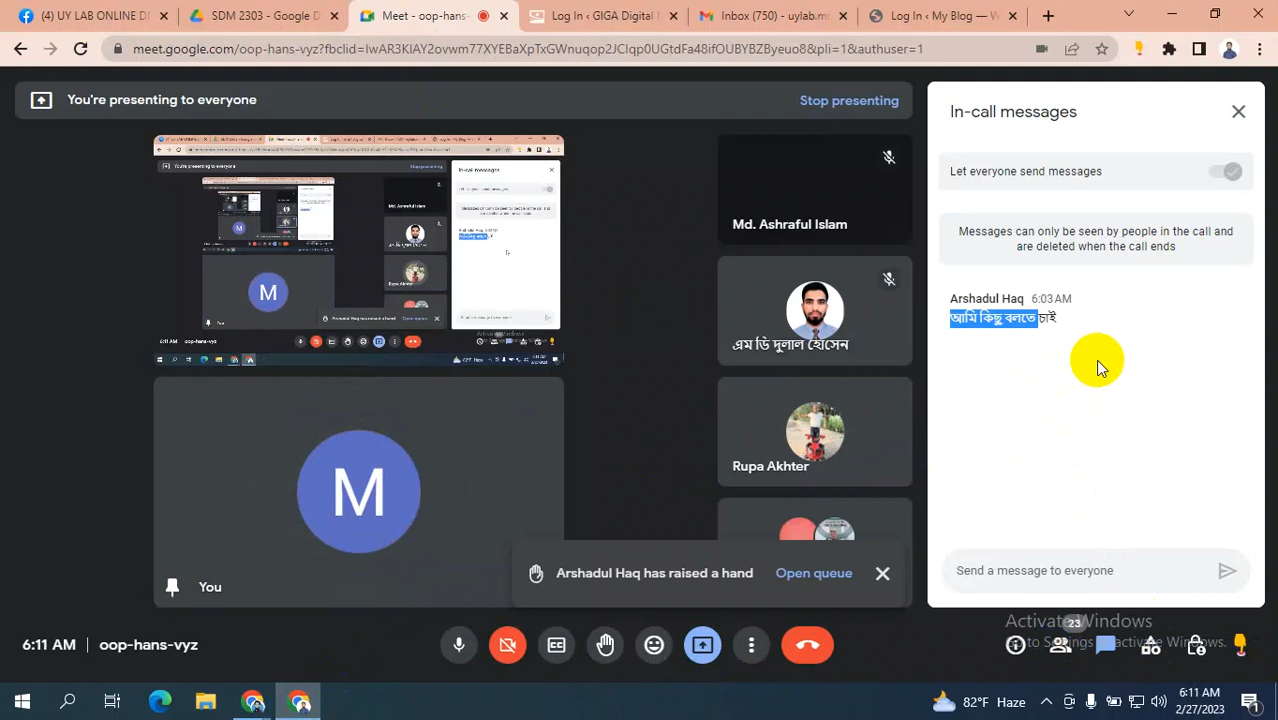 UY LAB ONLINE D
SDM 2303 - Google D
Meet - oop-hans-
Log In ‹ GIGA Digital I
Inbox (750) - uylab.m
Log In ‹ My Blog — W
meet.google.com/oop-hans-vyz?fbclid=IwAR3KIAY2ovwm77XYEBaXpTxGWnuqop2JCIqp0UGtdFa48ifOUBYBZByeuo8&pli=1&authuser=1
You're presenting to everyone
Stop presenting
In-call messages
Let everyone send messages
Messages can only be seen by people in the call and
are deleted when the call ends
Arshadul Haq 6:03 AM
আমি কিছু বলতে চাই
Md. Ashraful Islam
এম ডি দুলাল হোসেন
Rupa Akhter
M
You
Arshadul Haq has raised a hand
Open queue
Send a message to everyone
Activate Windows
Go to Settings to activate Windows.
23
6:11 AM | oop-hans-vyz
82°F Haze
6:11 AM
2/27/2023
1